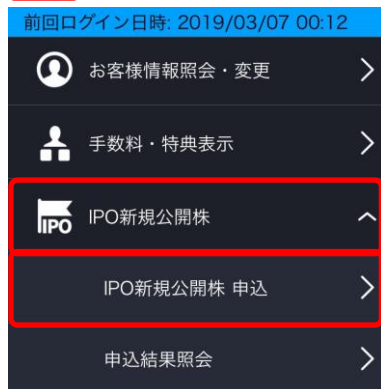 前回ログイン日時: 2019/03/07 00:12
お客様情報照会・変更
手数料・特典表示
IPO
IPO新規公開株
IPO新規公開株 申込
申込結果照会